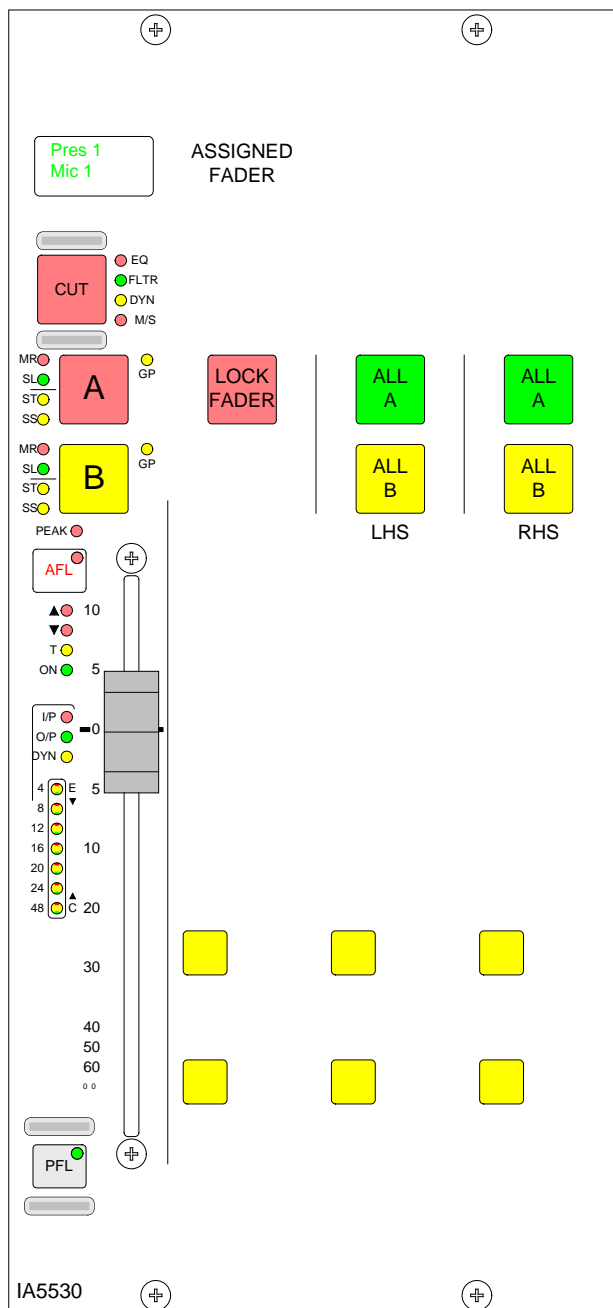 Pres 1
Mic 1
ASSIGNED
FADER
CUT
EQ
FLTR
DYN
M/S
MR
SL
ST
SS
A
GP
LOCK
FADER
ALL
A
ALL
A
MR
SL
ST
SS
B
GP
ALL
B
ALL
B
LHS
RHS
PEAK
AFL
▲
▼
T
ON
10
5
0
5
10
20
30
40
50
60
o o
I/P
O/P
DYN
4 E
8 ▼
12
16
20
24 ▲
48 C
PFL
IA5530